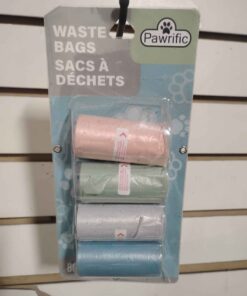 WASTE
BAGS
SACS À
DÉCHETS
Pawrific